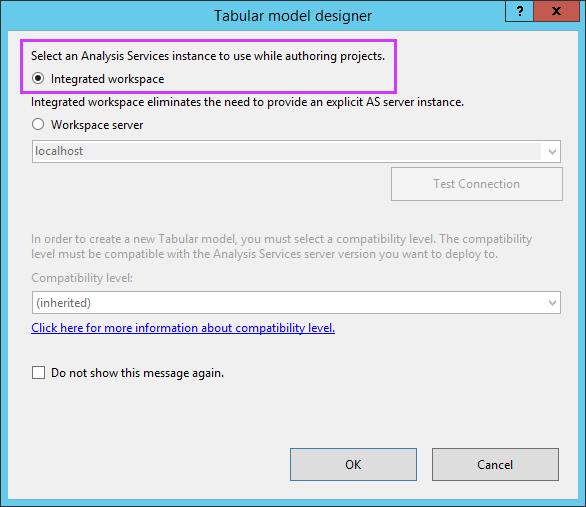 Tabular model designer
?
X
Select an Analysis Services instance to use while authoring projects.
Integrated workspace
Integrated workspace eliminates the need to provide an explicit AS server instance.
Workspace server
localhost
Test Connection
In order to create a new Tabular model, you must select a compatibility level. The compatibility
level must be compatible with the Analysis Services server version you want to deploy to.
Compatibility level:
(inherited)
Click here for more information about compatibility level.
Do not show this message again.
OK
Cancel